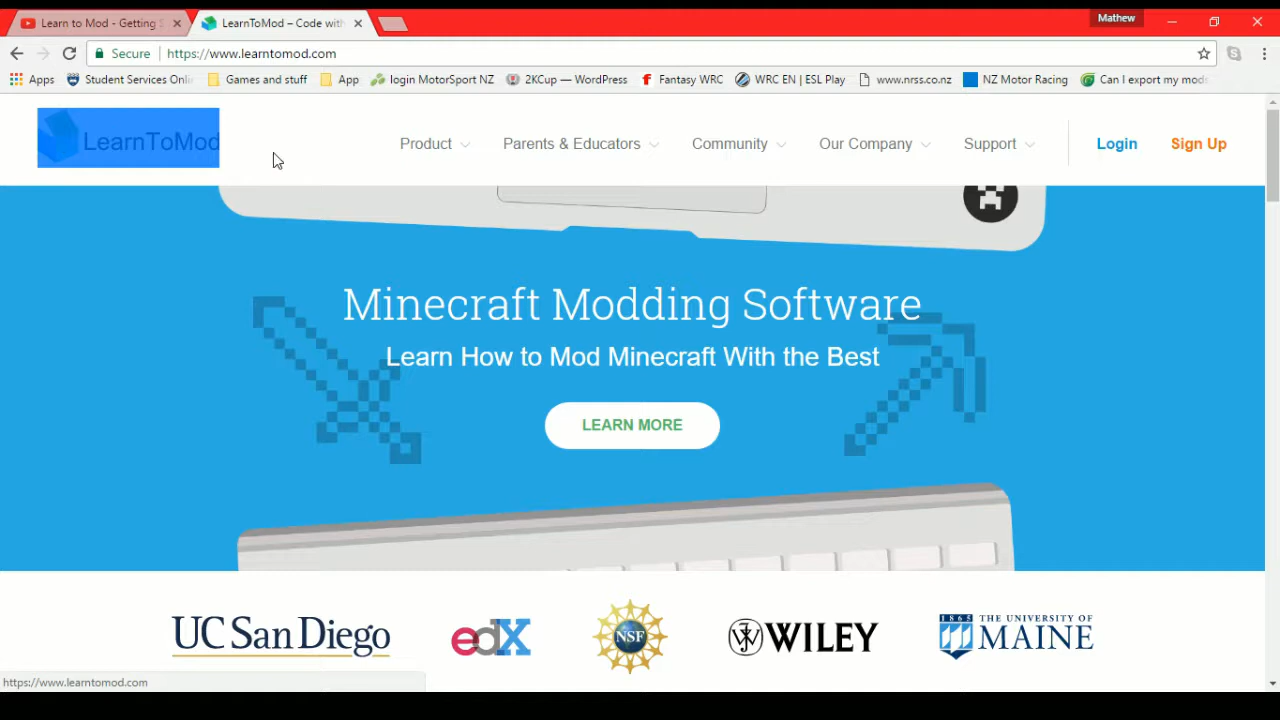 Learn to Mod - Getting S
LearnToMod – Code with
Mathew
Secure
https://www.learntomod.com
Apps
Student Services Onli
Games and stuff
App
login MotorSport NZ
2KCup — WordPress
Fantasy WRC
WRC EN | ESL Play
www.nrss.co.nz
NZ Motor Racing
Can I export my mods
LearnToMod
Product
Parents & Educators
Community
Our Company
Support
Login
Sign Up
Minecraft Modding Software
Learn How to Mod Minecraft With the Best
LEARN MORE
UC San Diego
edX
NSF
WILEY
1865
THE UNIVERSITY OF
MAINE
https://www.learntomod.com